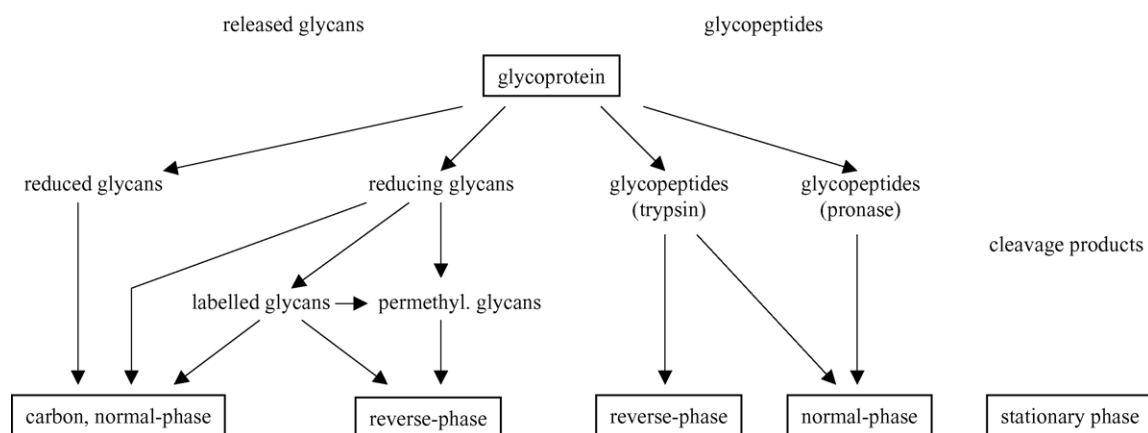 released glycans
glycopeptides
glycoprotein
reduced glycans
reducing glycans
glycopeptides
(trypsin)
glycopeptides
(pronase)
cleavage products
labelled glycans
permethyl. glycans
carbon, normal-phase
reverse-phase
reverse-phase
normal-phase
stationary phase